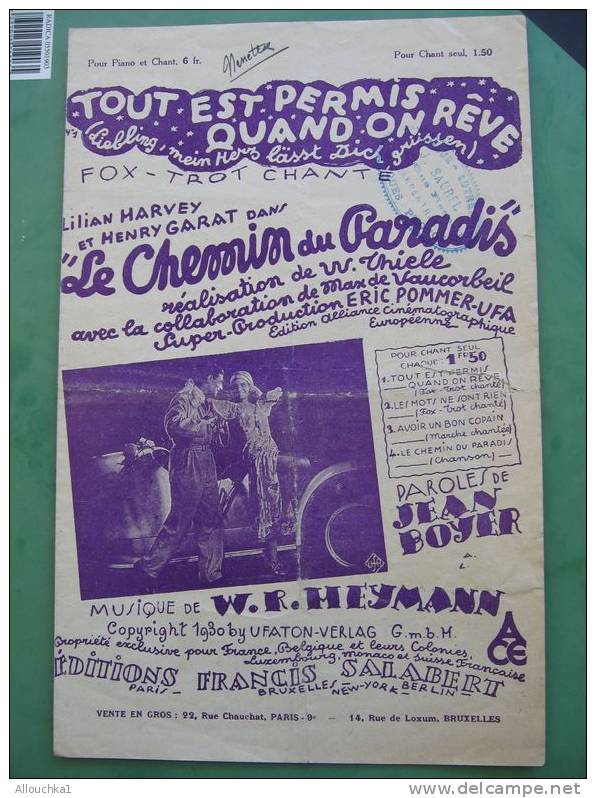 RADICA 05501903
Pour Piano et Chant, 6 fr.
Pour Chant seul, 1.50
TOUT EST PERMIS
QUAND ON RÊVE
(Liebling, mein Herz lässt Dich grüssen)
FOX-TROT CHANTÉ
SAUREL
LILIAN HARVEY
ET HENRY GARAT DANS
"Le Chemin du Paradis"
réalisation de W. Thiele
avec la collaboration de Max de Vaucorbeil
Super-Production ERIC POMMER-UFA
Edition Alliance Cinématographique
Européenne
POUR CHANT SEUL
CHAQUE: 1 FR 50
1. TOUT EST PERMIS
QUAND ON RÊVE
(Fox-Trot chanté)
2. LES MOTS NE SONT RIEN
(Fox-Trot chanté)
3. AVOIR UN BON COPAIN
(Marche chantée)
4. LE CHEMIN DU PARADIS
(Chanson)
PAROLES DE
JEAN
BOYER
UFA
MUSIQUE DE W. R. HEYMANN
Copyright 1930 by UFATON-VERLAG G.m.b.H.
ACE
Propriété exclusive pour France, Belgique et leurs Colonies,
Luxembourg, Monaco et Suisse Française
ÉDITIONS FRANCIS SALABERT
PARIS - BRUXELLES - NEW-YORK - BERLIN
VENTE EN GROS : 22, Rue Chauchat, PARIS-9e — 14, Rue de Loxum, BRUXELLES
Allouchka1
www.delcampe.net